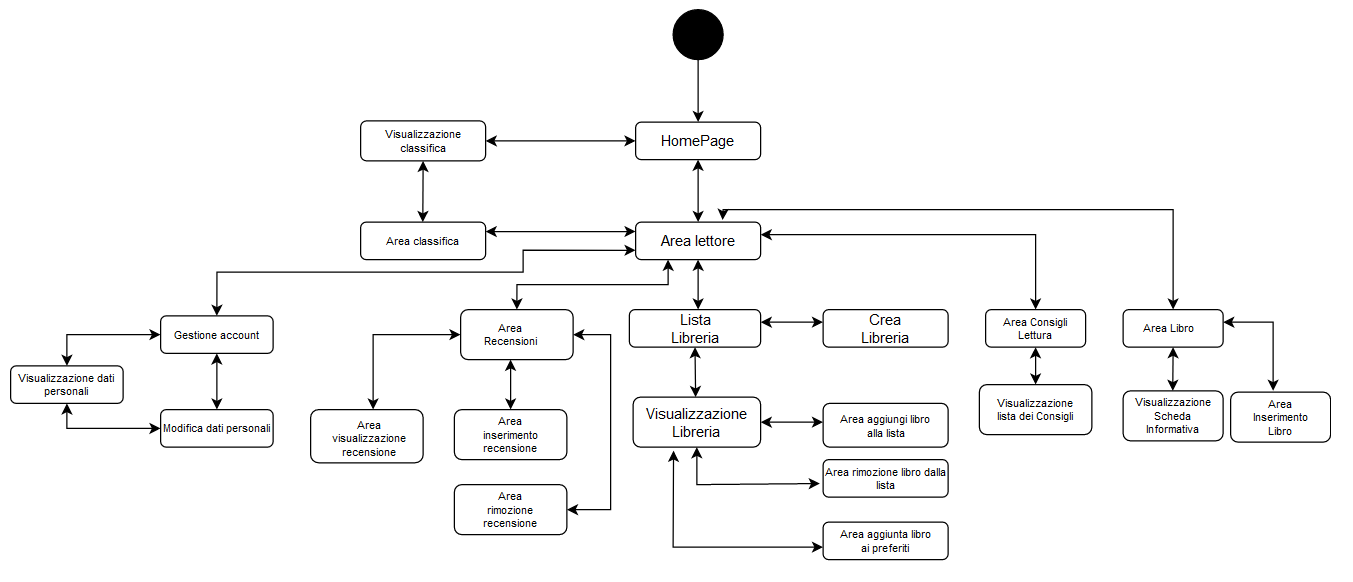 HomePage
Visualizzazione
classifica
Area classifica
Area lettore
Gestione account
Visualizzazione dati
personali
Modifica dati personali
Area
Recensioni
Area
visualizzazione
recensione
Area
inserimento
recensione
Area
rimozione
recensione
Lista
Libreria
Crea
Libreria
Visualizzazione
Libreria
Area aggiungi libro
alla lista
Area rimozione libro dalla
lista
Area aggiunta libro
ai preferiti
Area Consigli
Lettura
Visualizzazione
lista dei Consigli
Area Libro
Visualizzazione
Scheda
Informativa
Area
Inserimento
Libro